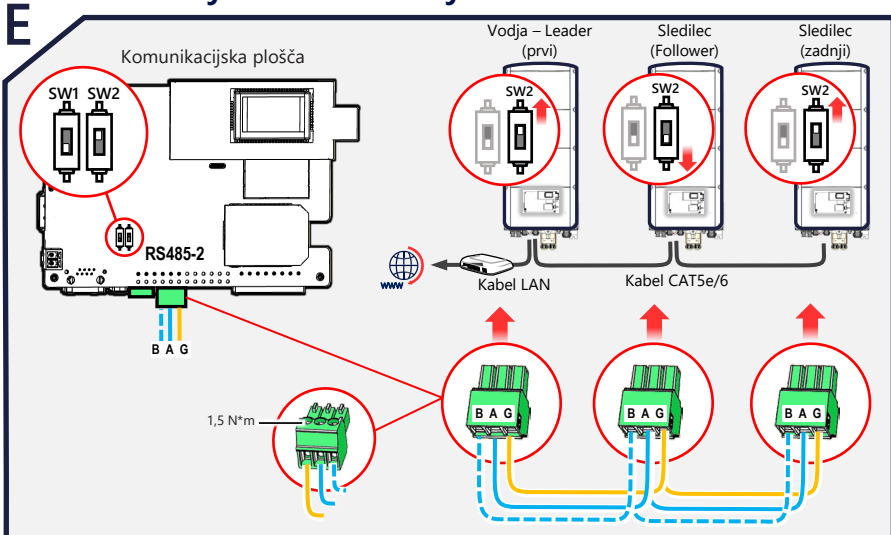 E
Komunikacijska plošča
SW1 SW2
RS485-2
B A G
Vodja – Leader
(prvi)
SW2
Sledilec
(Follower)
SW2
Sledilec
(zadnji)
SW2
www
Kabel LAN
Kabel CAT5e/6
1,5 N*m
B A G
B A G
B A G